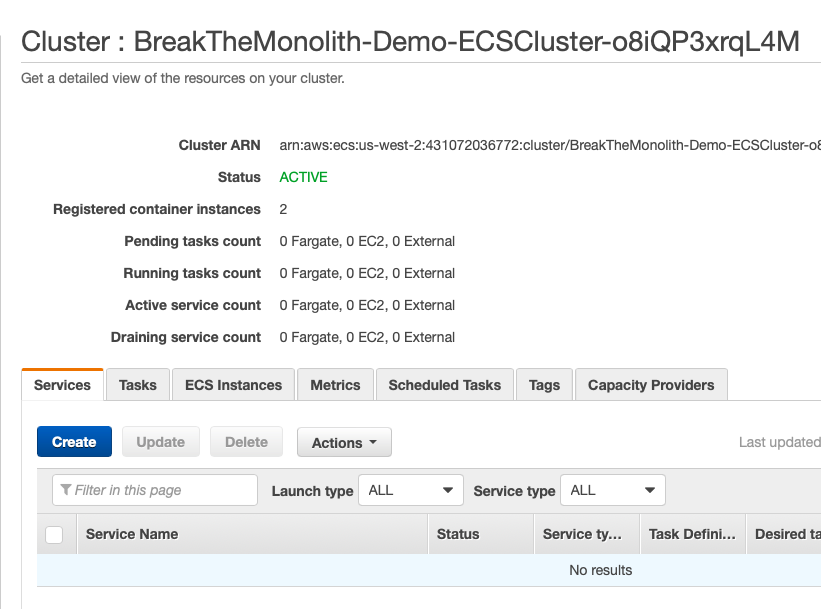 Cluster : BreakTheMonolith-Demo-ECSCluster-o8iQP3xrqL4M
Get a detailed view of the resources on your cluster.
Cluster ARN arn:aws:ecs:us-west-2:431072036772:cluster/BreakTheMonolith-Demo-ECSCluster-o8
Status ACTIVE
Registered container instances 2
Pending tasks count 0 Fargate, 0 EC2, 0 External
Running tasks count 0 Fargate, 0 EC2, 0 External
Active service count 0 Fargate, 0 EC2, 0 External
Draining service count 0 Fargate, 0 EC2, 0 External
Services Tasks ECS Instances Metrics Scheduled Tasks Tags Capacity Providers
Create Update Delete Actions Last updated
Filter in this page Launch type ALL Service type ALL
Service Name Status Service ty... Task Defini... Desired ta
No results